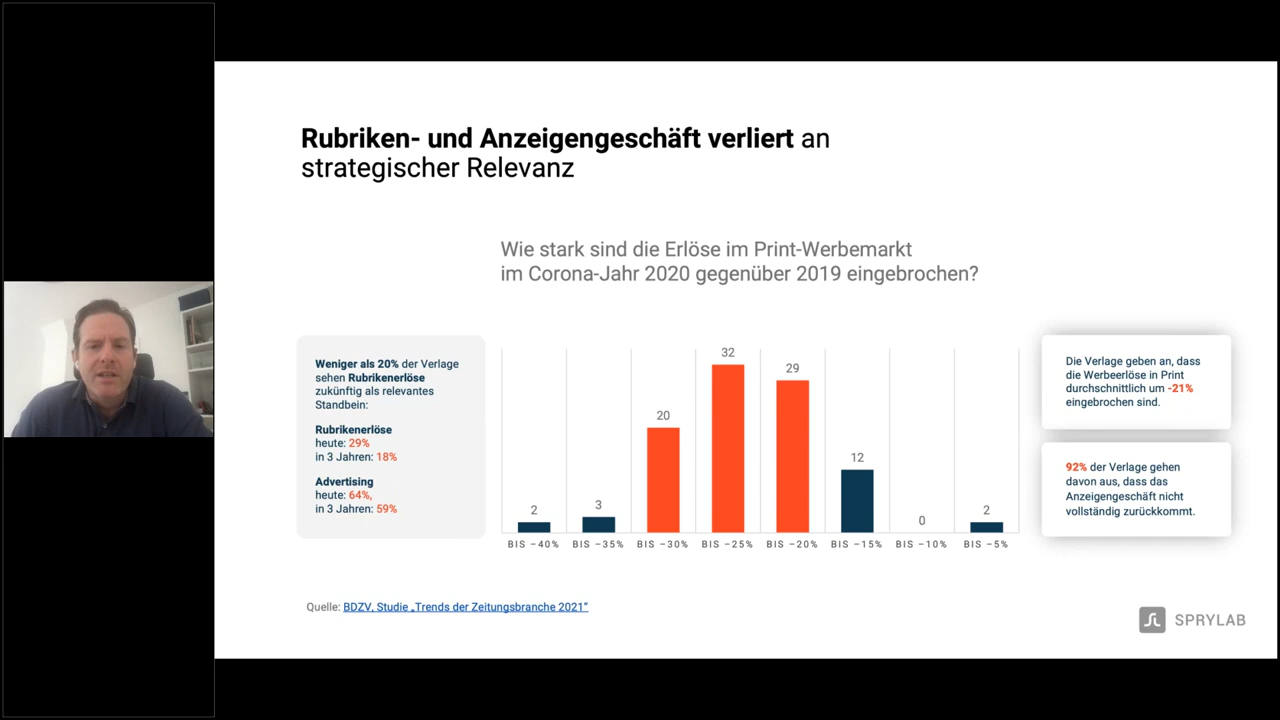 Rubriken- und Anzeigengeschäft verliert an
strategischer Relevanz
Wie stark sind die Erlöse im Print-Werbemarkt
im Corona-Jahr 2020 gegenüber 2019 eingebrochen?
Weniger als 20% der Verlage
sehen Rubrikenerlöse
zukünftig als relevantes
Standbein:
Rubrikenerlöse
heute: 29%
in 3 Jahren: 18%
Advertising
heute: 64%,
in 3 Jahren: 59%
2
3
20
32
29
12
0
2
BIS –40%
BIS –35%
BIS –30%
BIS –25%
BIS –20%
BIS –15%
BIS –10%
BIS –5%
Die Verlage geben an, dass
die Werbeerlöse in Print
durchschnittlich um -21%
eingebrochen sind.
92% der Verlage gehen
davon aus, dass das
Anzeigengeschäft nicht
vollständig zurückkommt.
Quelle: BDZV, Studie „Trends der Zeitungsbranche 2021“
SPRYLAB